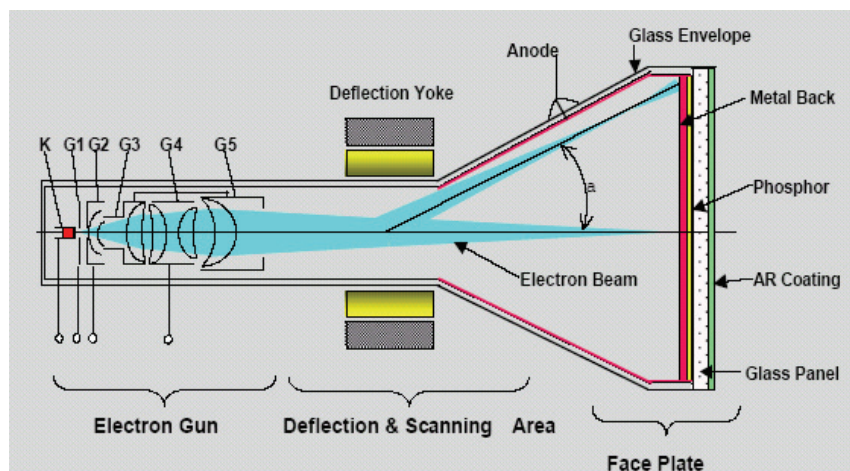 Glass Envelope
Anode
Deflection Yoke
Metal Back
K G1 G2 G3 G4 G5
a
Phosphor
Electron Beam
AR Coating
Glass Panel
Electron Gun
Deflection & Scanning Area
Face Plate